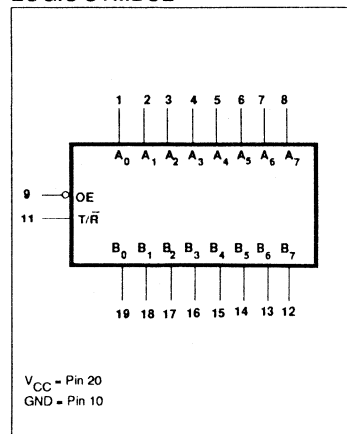 1 2 3 4 5 6 7 8
A0 A1 A2 A3 A4 A5 A6 A7
9 OE
11 T/R̅
B0 B1 B2 B3 B4 B5 B6 B7
19 18 17 16 15 14 13 12
VCC = Pin 20
GND = Pin 10